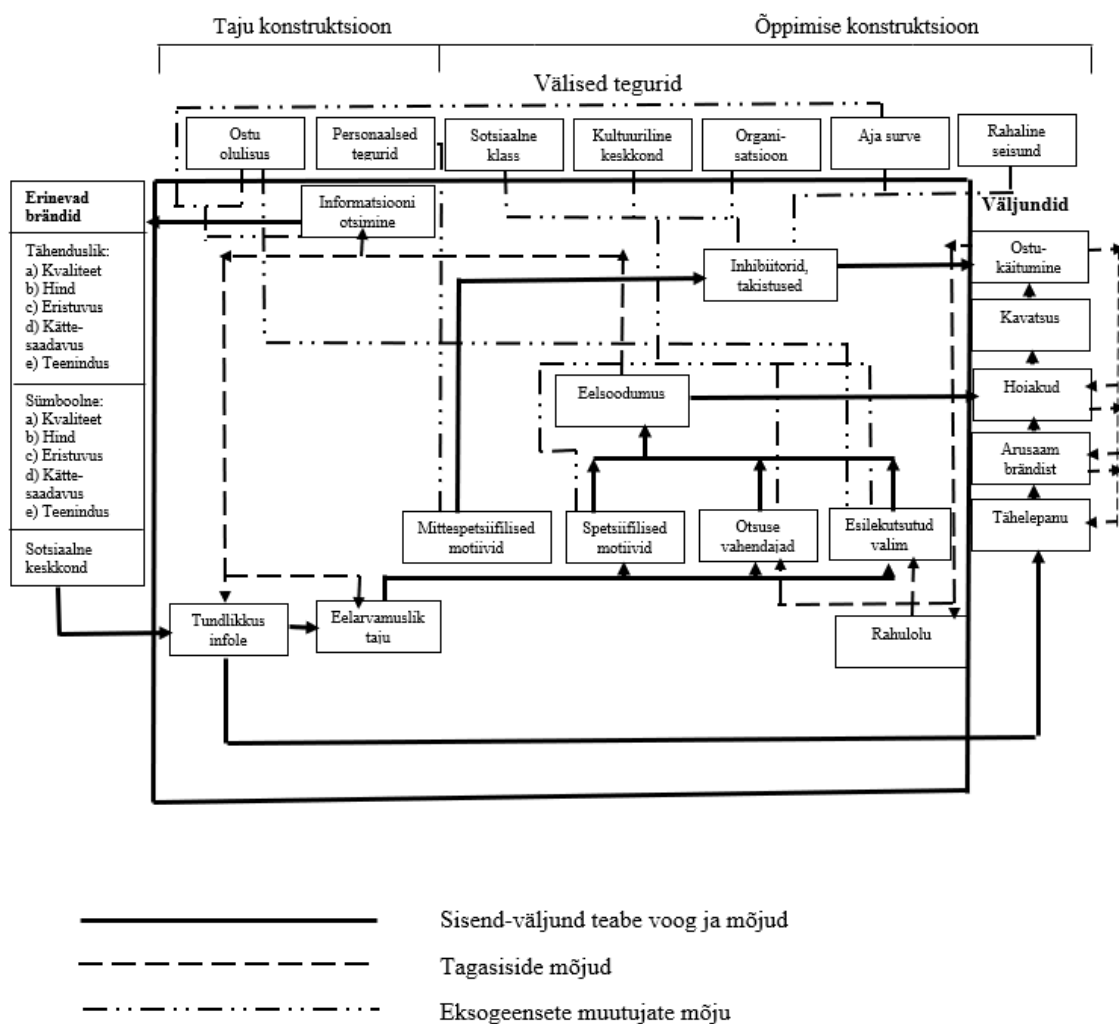 Taju konstruktsioon
Õppimise konstruktsioon
Välised tegurid
Ostu
olulisus
Personaalsed
tegurid
Sotsiaalne
klass
Kultuuriline
keskkond
Organi-
satsioon
Aja surve
Rahaline
seisund
Erinevad
brändid
Tähenduslik:
a) Kvaliteet
b) Hind
c) Eristuvus
d) Kätte-
saadavus
e) Teenindus
Sümboolne:
a) Kvaliteet
b) Hind
c) Eristuvus
d) Kätte-
saadavus
e) Teenindus
Sotsiaalne
keskkond
Informatsiooni
otsimine
Inhibiitorid,
takistused
Eelsoodumus
Mittespetsiifilised
motiivid
Spetsiifilised
motiivid
Otsuse
vahendajad
Esilekutsutud
valim
Tundlikkus
infole
Eelarvamuslik
taju
Rahulolu
Väljundid
Ostu-
käitumine
Kavatsus
Hoiakud
Arusaam
brändist
Tähelepanu
Sisend-väljund teabe voog ja mõjud
Tagasiside mõjud
Eksogeensete muutujate mõju